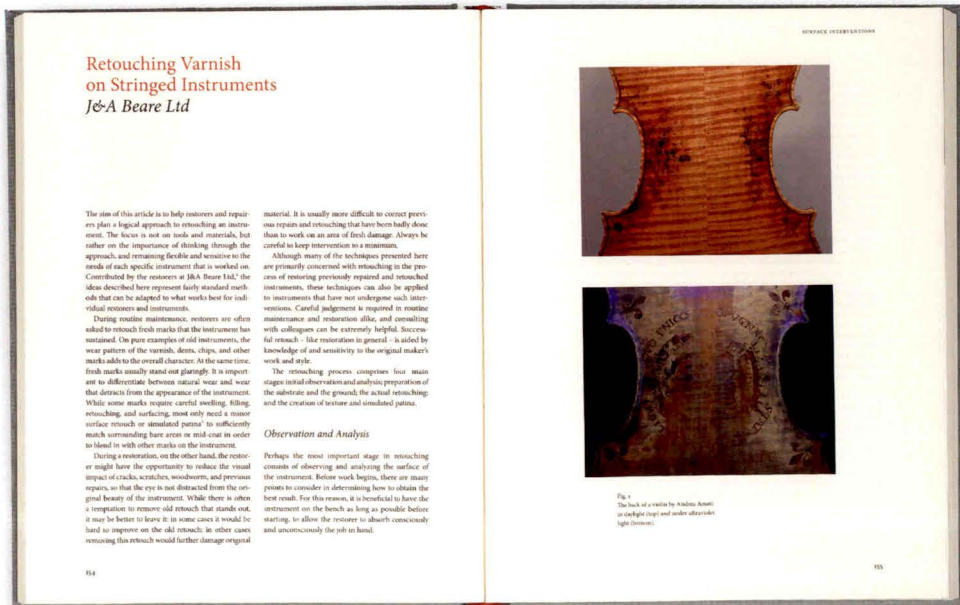 Retouching Varnish
on Stringed Instruments
J&A Beare Ltd
The aim of this article is to help restorers and repair-
ers plan a logical approach to retouching an instru-
ment. The focus is not on tools and materials, but
rather on the importance of thinking through the
approach, and remaining flexible and sensitive to the
needs of each specific instrument that is worked on.
Contributed by the restorers at J&A Beare Ltd, the
ideas described here represent fairly standard meth-
ods that can be adapted to what works best for indi-
vidual restorers and instruments.
During routine maintenance, restorers are often
asked to retouch fresh marks that the instrument has
sustained. On pure examples of old instruments, the
wear pattern of the varnish, dents, chips, and other
marks adds to the overall character. At the same time,
fresh marks usually stand out glaringly. It is import-
ant to differentiate between natural wear and wear
that detracts from the appearance of the instrument.
While some marks require careful swelling, filling,
retouching, and surfacing, most only need a minor
surface retouch or simulated patina to sufficiently
match surrounding bare areas or mid-coat in order
to blend in with other marks on the instrument.
During a restoration, on the other hand, the restor-
er might have the opportunity to reduce the visual
impact of cracks, scratches, woodworm, and previous
repairs, so that the eye is not distracted from the ori-
ginal beauty of the instrument. While there is often
a temptation to remove old retouch that stands out,
it may be better to leave it: in some cases it would be
hard to improve on the old retouch; in other cases
removing this retouch would further damage original
material. It is usually more difficult to correct previ-
ous repairs and retouching that have been badly done
than to work on an area of fresh damage. Always be
careful to keep intervention to a minimum.
Although many of the techniques presented here
are primarily concerned with retouching in the pro-
cess of restoring previously repaired and retouched
instruments, these techniques can also be applied
to instruments that have not undergone such inter-
ventions. Careful judgement is required in routine
maintenance and restoration alike, and consulting
with colleagues can be extremely helpful. Success-
ful retouch – like restoration in general – is aided by
knowledge of and sensitivity to the original maker's
work and style.
The retouching process comprises four main
stages: initial observation and analysis; preparation of
the substrate and the ground; the actual retouching;
and the creation of texture and simulated patina.
Observation and Analysis
Perhaps the most important stage in retouching
consists of observing and analyzing the surface of
the instrument. Before work begins, there are many
points to consider in determining how to obtain the
best result. For this reason, it is beneficial to have the
instrument on the bench as long as possible before
starting, to allow the restorer to absorb consciously
and unconsciously the job in hand.
154
SURFACE INTERVENTIONS
Fig. 1
The back of a violin by Andrea Amati
in daylight (top) and under ultraviolet
light (bottom).
155